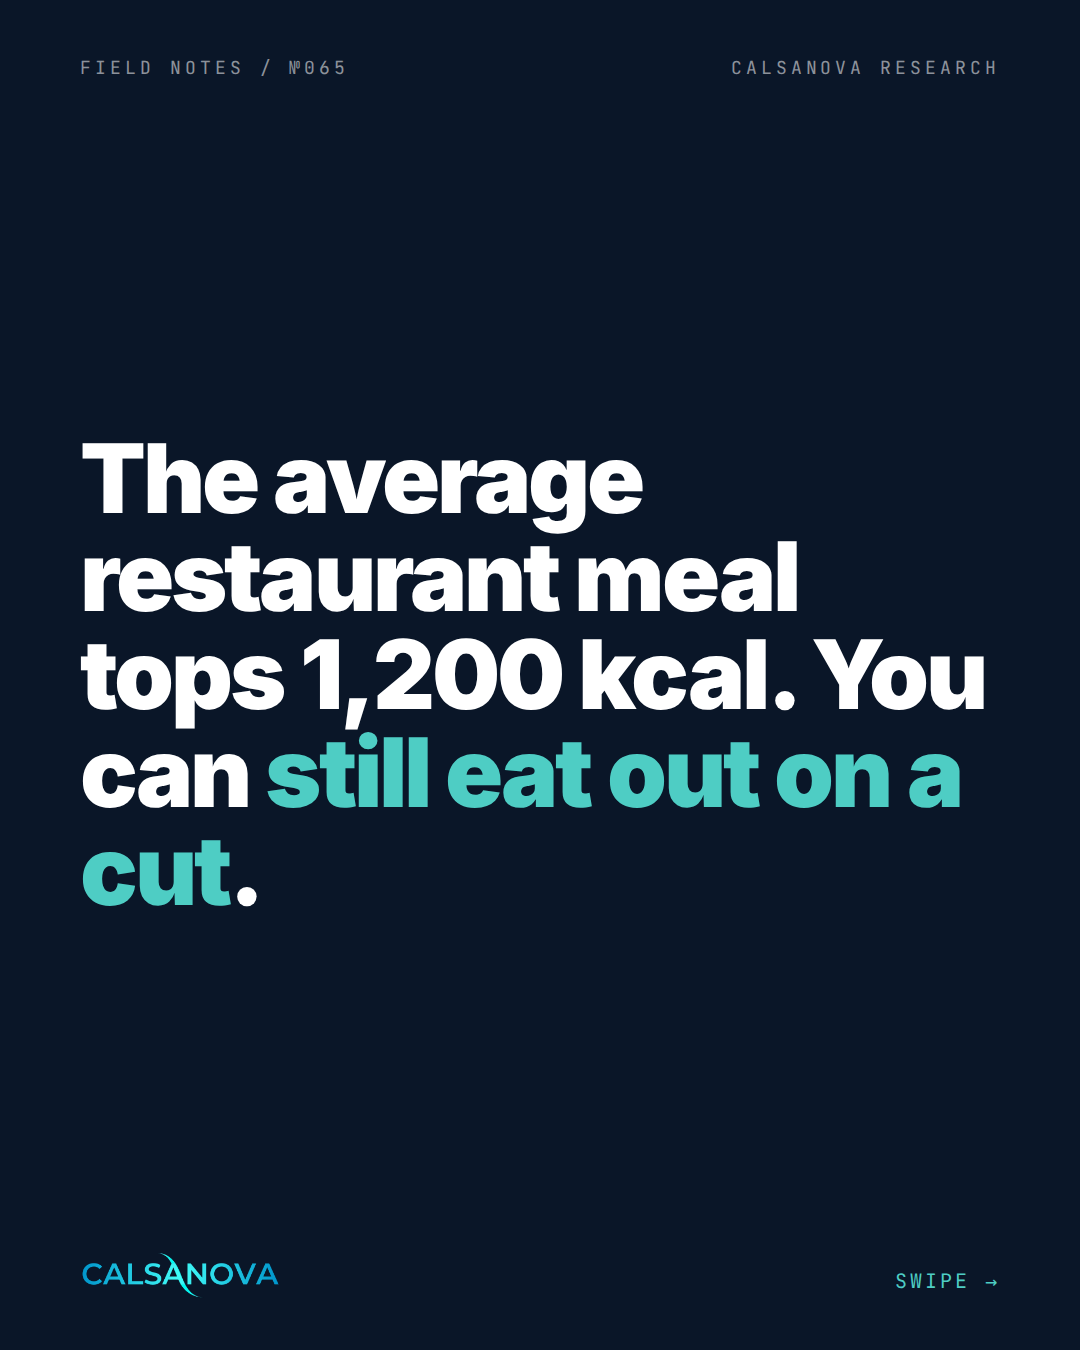 FIELD NOTES / №065
CALSANOVA RESEARCH
The average
restaurant meal
tops 1,200 kcal. You
can still eat out on a
cut.
CALSANOVA
SWIPE →